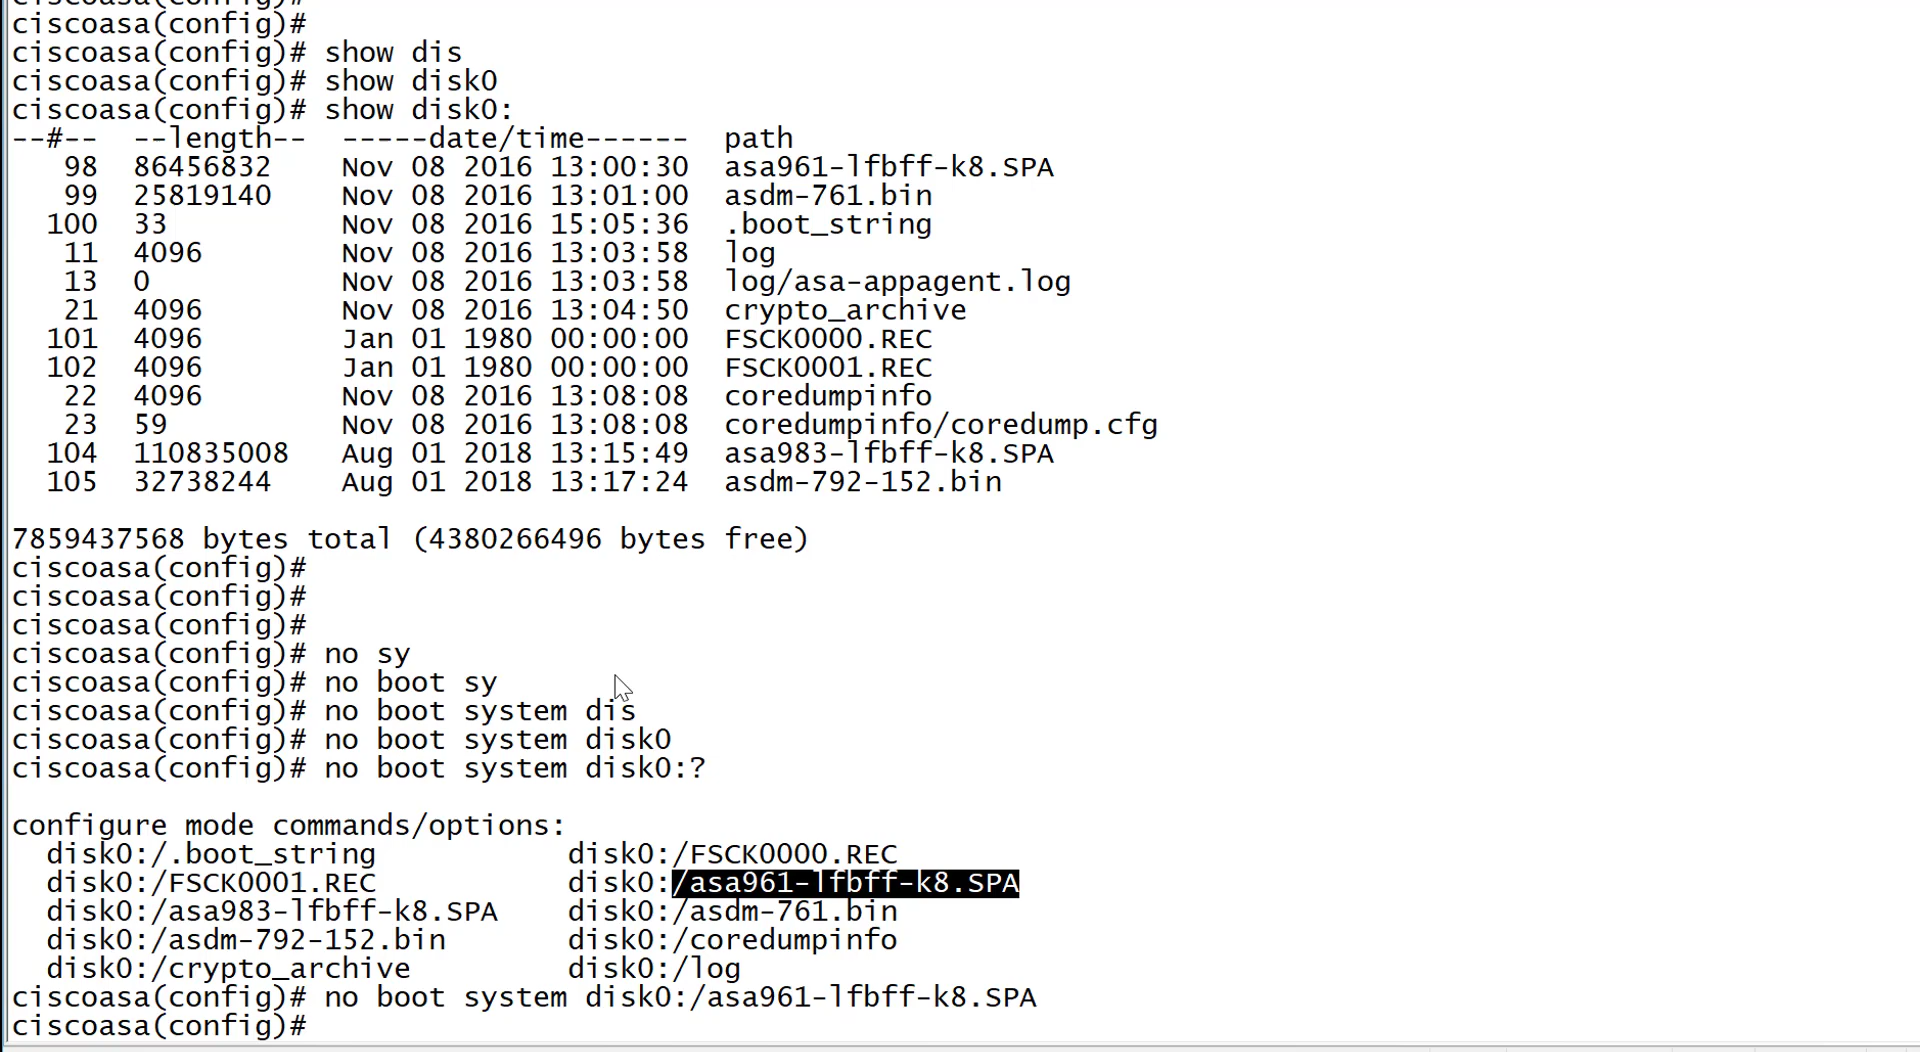 ciscoasa(config)#
ciscoasa(config)#
ciscoasa(config)# show dis
ciscoasa(config)# show disk0
ciscoasa(config)# show disk0:
--#--  --length--  -----date/time------  path
   98  86456832    Nov 08 2016 13:00:30  asa961-lfbff-k8.SPA
   99  25819140    Nov 08 2016 13:01:00  asdm-761.bin
  100  33          Nov 08 2016 15:05:36  .boot_string
   11  4096        Nov 08 2016 13:03:58  log
   13  0           Nov 08 2016 13:03:58  log/asa-appagent.log
   21  4096        Nov 08 2016 13:04:50  crypto_archive
  101  4096        Jan 01 1980 00:00:00  FSCK0000.REC
  102  4096        Jan 01 1980 00:00:00  FSCK0001.REC
   22  4096        Nov 08 2016 13:08:08  coredumpinfo
   23  59          Nov 08 2016 13:08:08  coredumpinfo/coredump.cfg
  104  110835008   Aug 01 2018 13:15:49  asa983-lfbff-k8.SPA
  105  32738244    Aug 01 2018 13:17:24  asdm-792-152.bin
7859437568 bytes total (4380266496 bytes free)
ciscoasa(config)#
ciscoasa(config)#
ciscoasa(config)#
ciscoasa(config)# no sy
ciscoasa(config)# no boot sy
ciscoasa(config)# no boot system dis
ciscoasa(config)# no boot system disk0
ciscoasa(config)# no boot system disk0:?
configure mode commands/options:
  disk0:/.boot_string           disk0:/FSCK0000.REC
  disk0:/FSCK0001.REC           disk0:/asa961-lfbff-k8.SPA
  disk0:/asa983-lfbff-k8.SPA    disk0:/asdm-761.bin
  disk0:/asdm-792-152.bin       disk0:/coredumpinfo
  disk0:/crypto_archive         disk0:/log
ciscoasa(config)# no boot system disk0:/asa961-lfbff-k8.SPA
ciscoasa(config)#